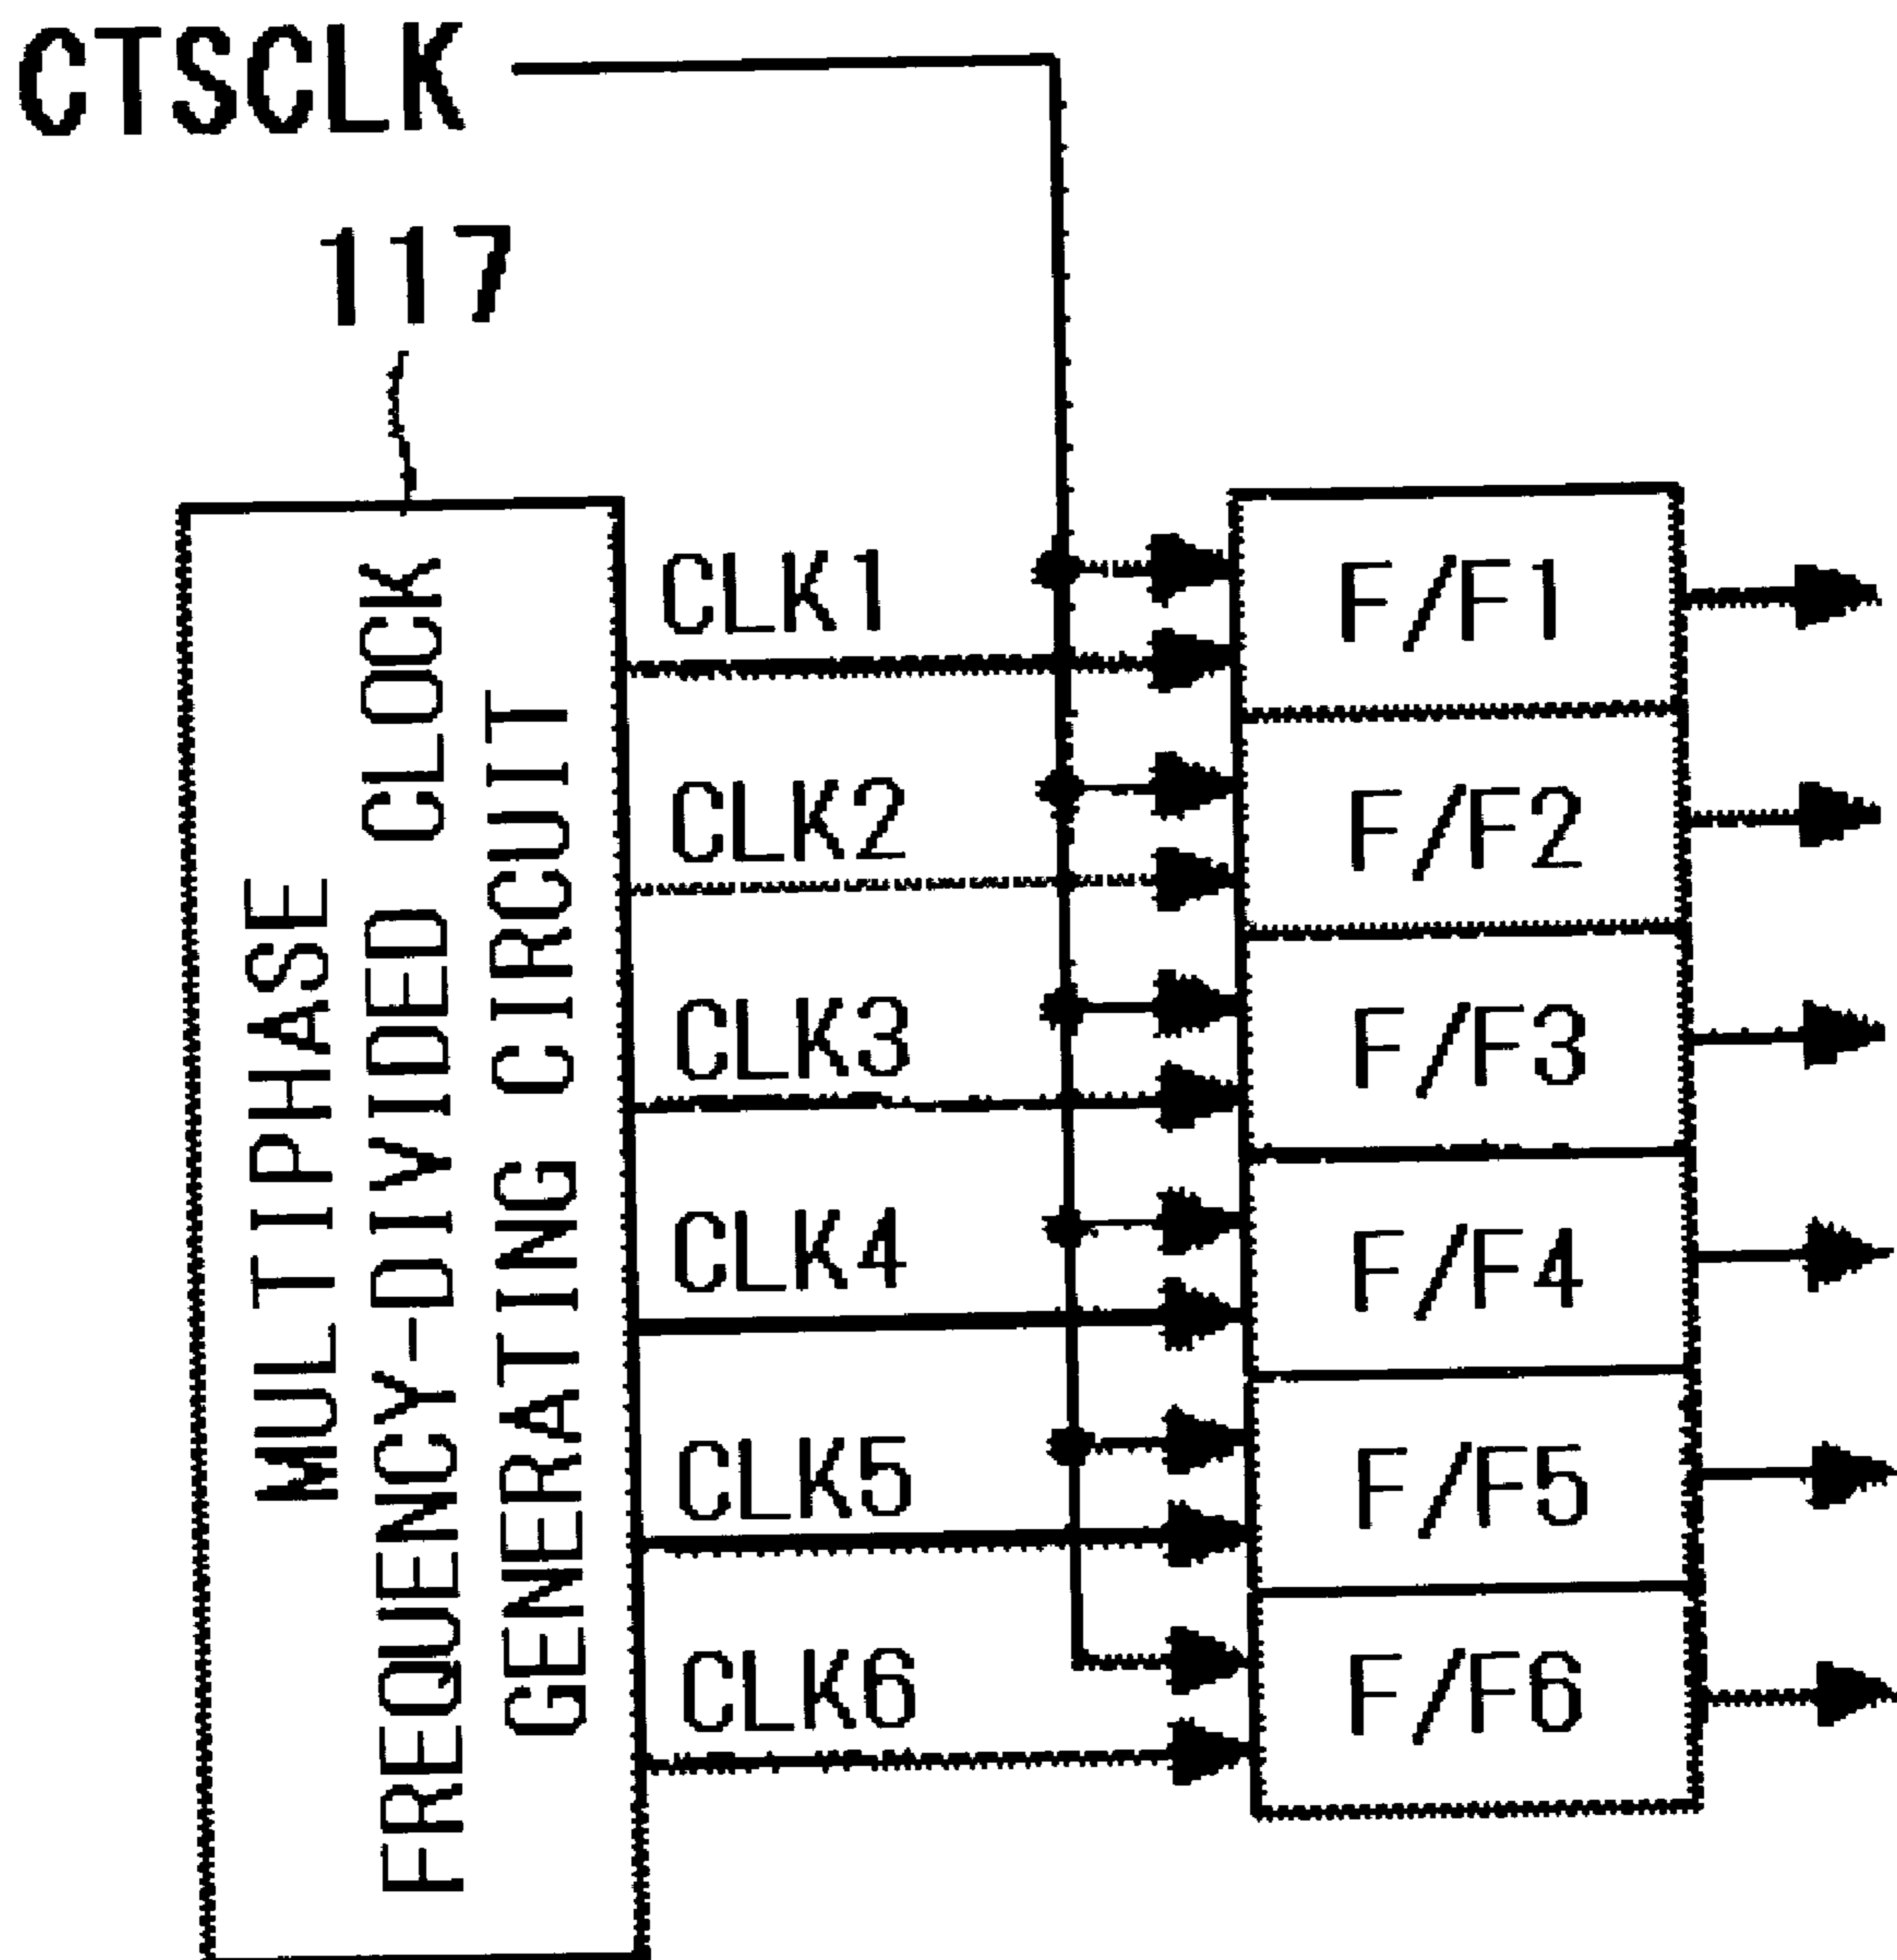 CTSCLK
117
MULTIPHASE
FREQUENCY-DIVIDED CLOCK
GENERATING CIRCUIT
CLK1
F/F1
CLK2
F/F2
CLK3
F/F3
CLK4
F/F4
CLK5
F/F5
CLK6
F/F6